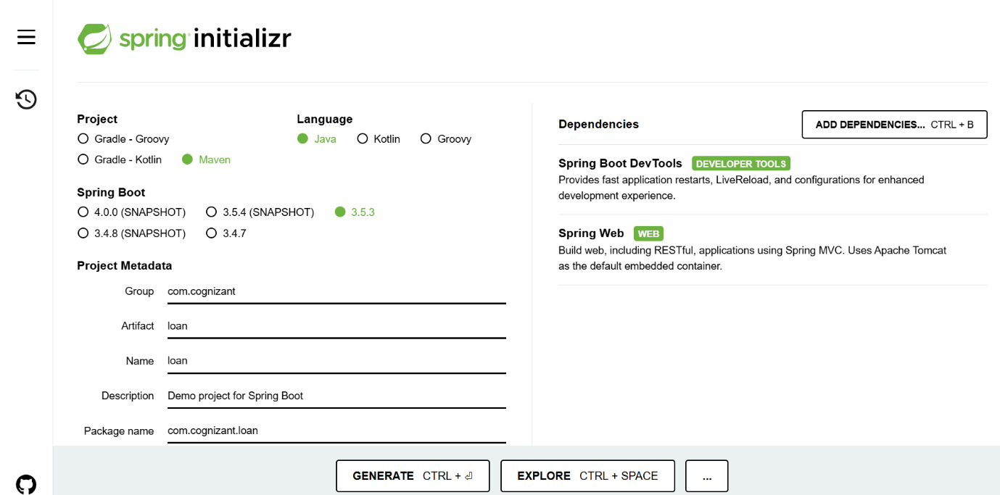 spring initializr
Project
Gradle - Groovy
Gradle - Kotlin Maven
Language
Java Kotlin Groovy
Spring Boot
4.0.0 (SNAPSHOT) 3.5.4 (SNAPSHOT) 3.5.3
3.4.8 (SNAPSHOT) 3.4.7
Project Metadata
Group com.cognizant
Artifact loan
Name loan
Description Demo project for Spring Boot
Package name com.cognizant.loan
Dependencies
ADD DEPENDENCIES... CTRL + B
Spring Boot DevTools DEVELOPER TOOLS
Provides fast application restarts, LiveReload, and configurations for enhanced
development experience.
Spring Web WEB
Build web, including RESTful, applications using Spring MVC. Uses Apache Tomcat
as the default embedded container.
GENERATE CTRL + ⏎
EXPLORE CTRL + SPACE
...